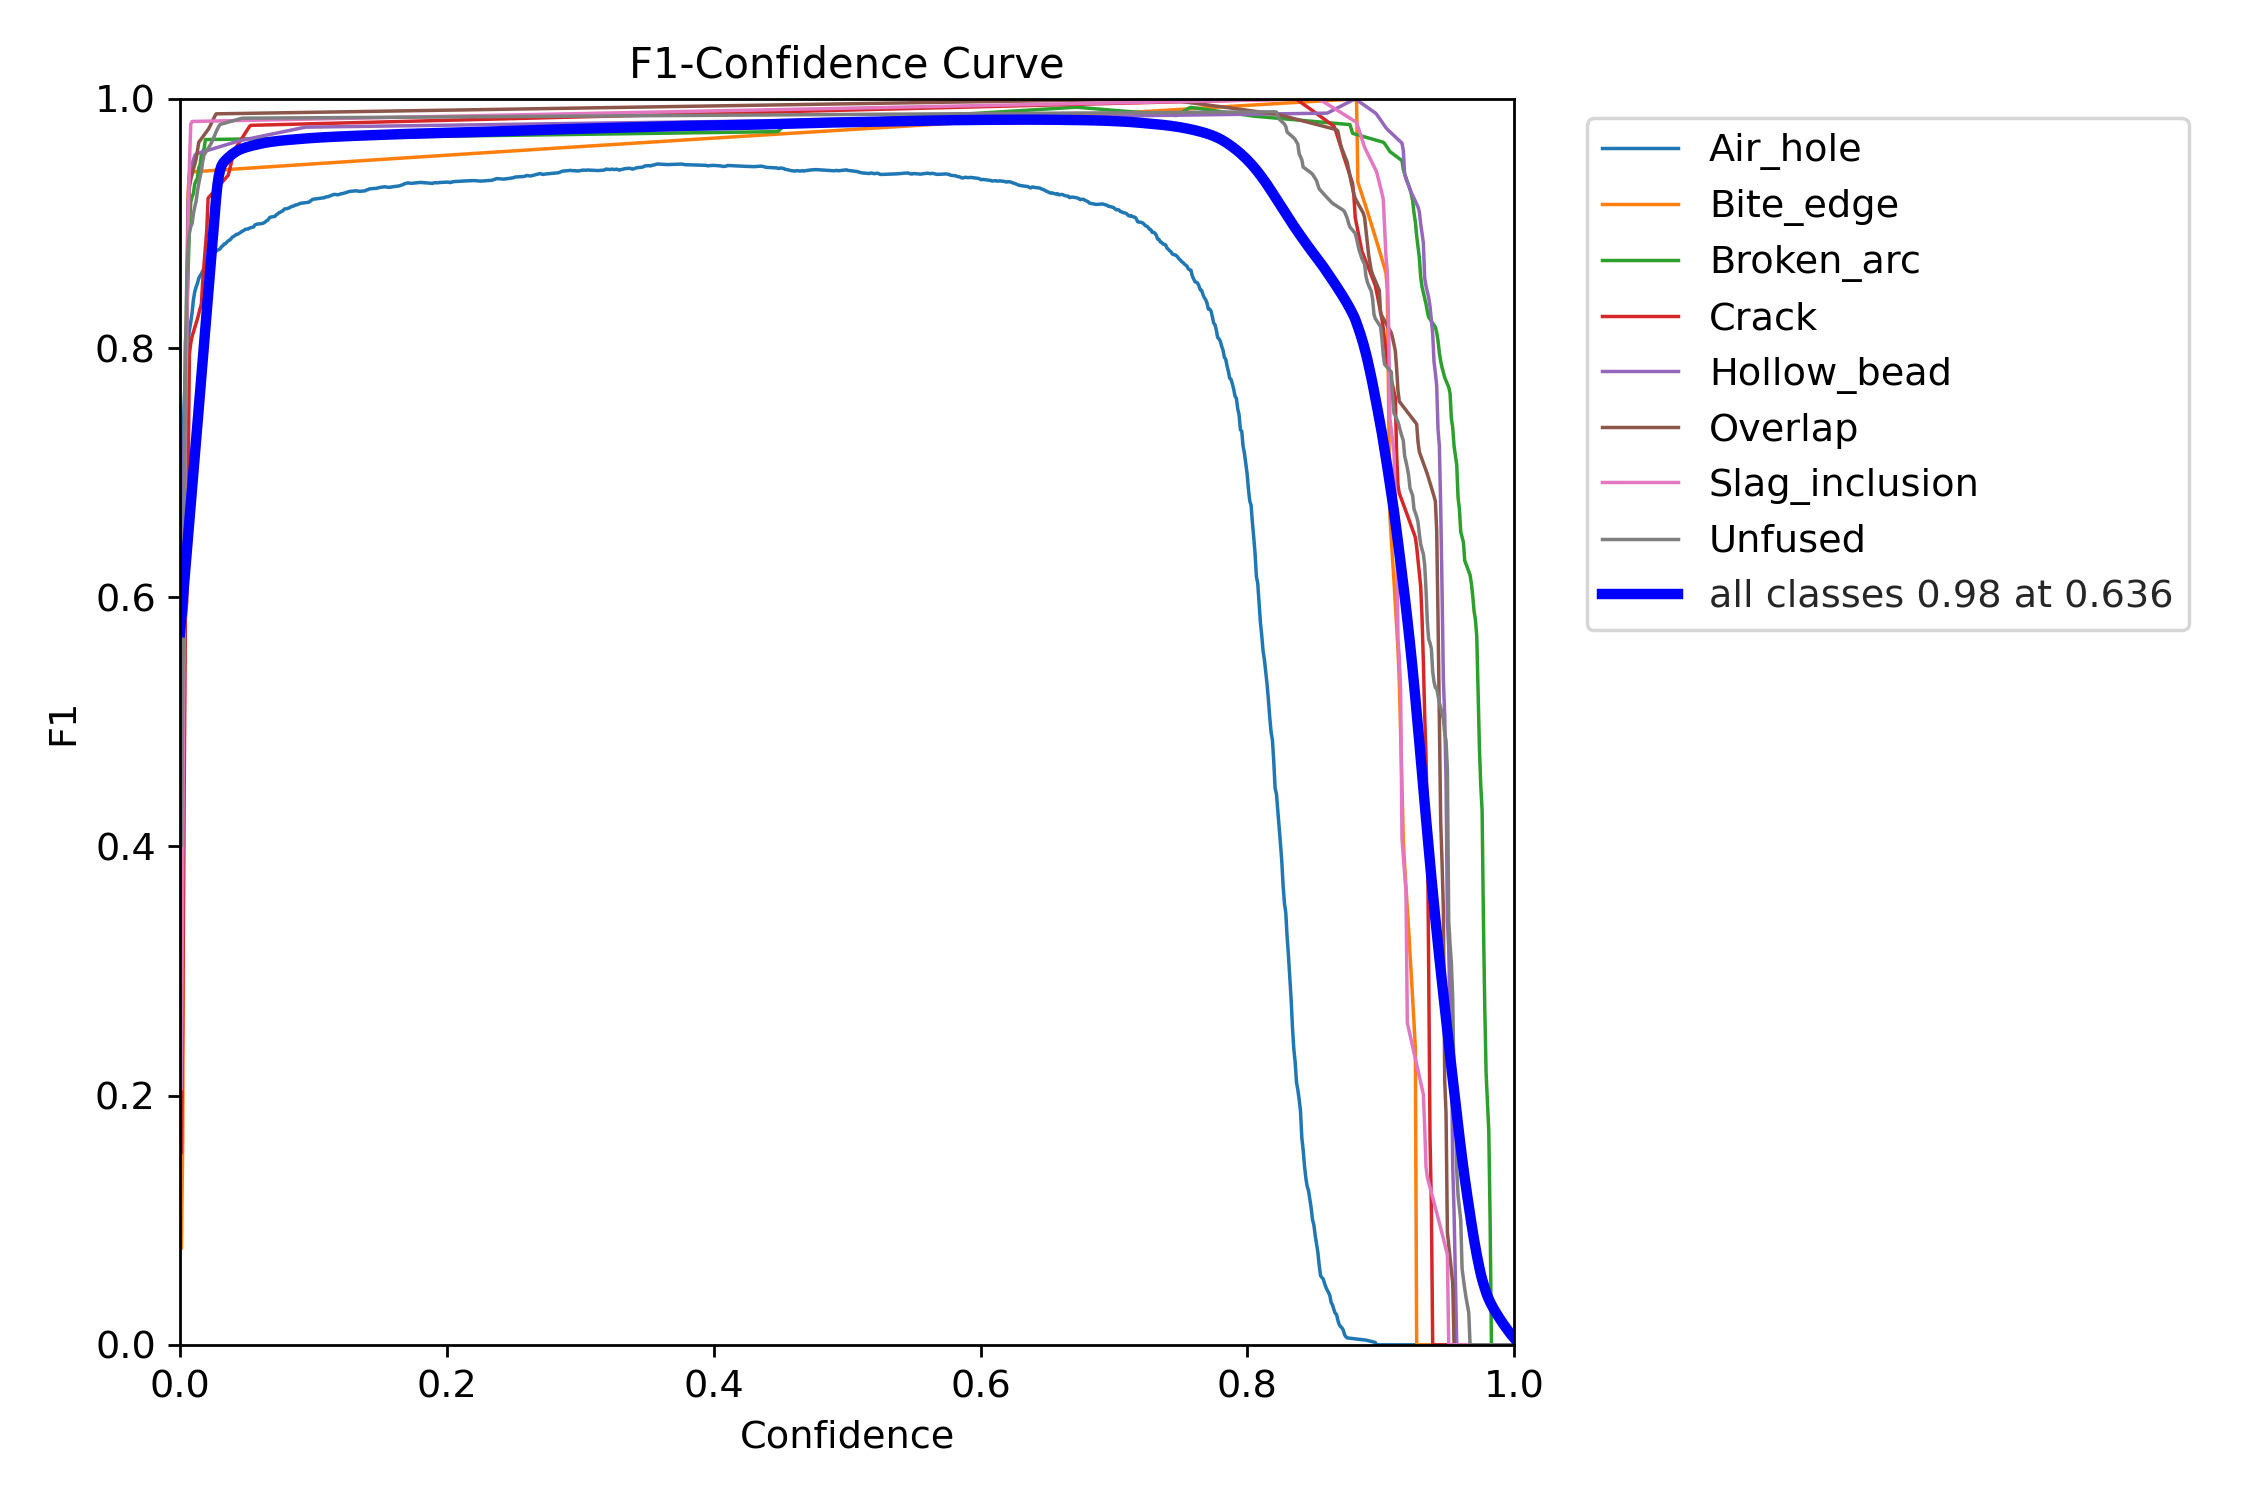 F1-Confidence Curve
1.0
0.8
0.6
0.4
0.2
0.0
F1
0.0 0.2 0.4 0.6 0.8 1.0
Confidence
Air_hole
Bite_edge
Broken_arc
Crack
Hollow_bead
Overlap
Slag_inclusion
Unfused
all classes 0.98 at 0.636